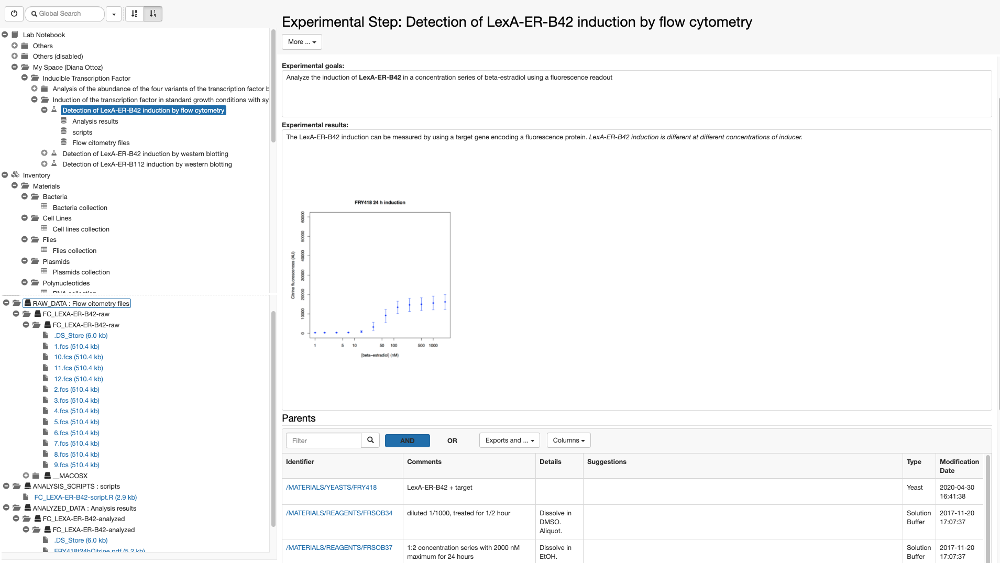 Global Search
Lab Notebook
Others
Others (disabled)
My Space (Diana Ottoz)
Inducible Transcription Factor
Analysis of the abundance of the four variants of the transcription factor b
Induction of the transcription factor in standard growth conditions with sy
Detection of LexA-ER-B42 induction by flow cytometry
Analysis results
scripts
Flow citometry files
Detection of LexA-ER-B42 induction by western blotting
Detection of LexA-ER-B112 induction by western blotting
Inventory
Materials
Bacteria
Bacteria collection
Cell Lines
Cell lines collection
Flies
Flies collection
Plasmids
Plasmids collection
Polynucleotides
RNA collection
RAW_DATA : Flow citometry files
FC_LEXA-ER-B42-raw
FC_LEXA-ER-B42-raw
.DS_Store (6.0 kb)
1.fcs (510.4 kb)
10.fcs (510.4 kb)
11.fcs (510.4 kb)
12.fcs (510.4 kb)
2.fcs (510.4 kb)
3.fcs (510.4 kb)
4.fcs (510.4 kb)
5.fcs (510.4 kb)
6.fcs (510.4 kb)
7.fcs (510.4 kb)
8.fcs (510.4 kb)
9.fcs (510.4 kb)
__MACOSX
ANALYSIS_SCRIPTS : scripts
FC_LEXA-ER-B42-script.R (2.9 kb)
ANALYZED_DATA : Analysis results
FC_LEXA-ER-B42-analyzed
FC_LEXA-ER-B42-analyzed
.DS_Store (6.0 kb)
FRY418t24hCitrine.pdf (5.2 kb)
Experimental Step: Detection of LexA-ER-B42 induction by flow cytometry
More ...
Experimental goals:
Analyze the induction of LexA-ER-B42 in a concentration series of beta-estradiol using a fluorescence readout
Experimental results:
The LexA-ER-B42 induction can be measured by using a target gene encoding a fluorescence protein. LexA-ER-B42 induction is different at different concentrations of inducer.
FRY418 24 h induction
Citrine fluorescences (AU)
60000
50000
40000
30000
20000
10000
0
1 5 10 50 100 500 1000
[beta-estradiol] (nM)
Parents
Filter AND OR Exports and ... Columns
Identifier Comments Details Suggestions Type Modification
Date
/MATERIALS/YEASTS/FRY418 LexA-ER-B42 + target Yeast 2020-04-30
16:41:38
/MATERIALS/REAGENTS/FRSOB34 diluted 1/1000, treated for 1/2 hour Dissolve in Solution 2017-11-20
DMSO. Buffer 17:07:37
Aliquot.
/MATERIALS/REAGENTS/FRSOB37 1:2 concentration series with 2000 nM Dissolve in Solution 2017-11-20
maximum for 24 hours EtOH. Buffer 17:07:37